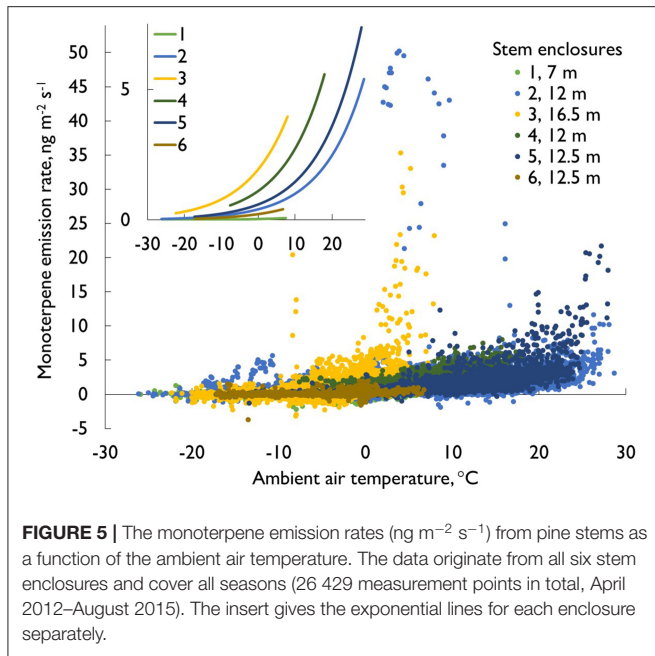 50
45
40
35
30
25
20
15
10
5
0
-5
Monoterpene emission rate, ng m⁻² s⁻¹
5
0
1
2
3
4
5
6
-30 -20 -10 0 10 20
Stem enclosures
1, 7 m
2, 12 m
3, 16.5 m
4, 12 m
5, 12.5 m
6, 12.5 m
-30 -20 -10 0 10 20 30
Ambient air temperature, °C
FIGURE 5 | The monoterpene emission rates (ng m⁻² s⁻¹) from pine stems as
a function of the ambient air temperature. The data originate from all six stem
enclosures and cover all seasons (26 429 measurement points in total, April
2012–August 2015). The insert gives the exponential lines for each enclosure
separately.